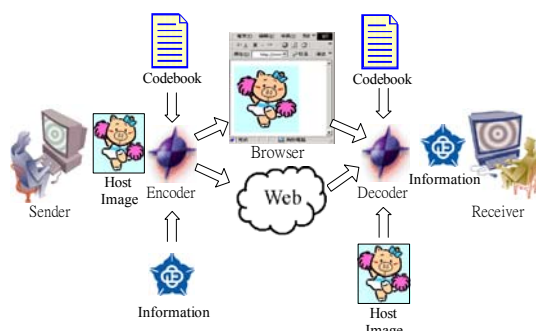 Codebook
Codebook
Browser
Host
Image
Encoder
Decoder
Information
Sender
Web
Receiver
Information
Host
Image